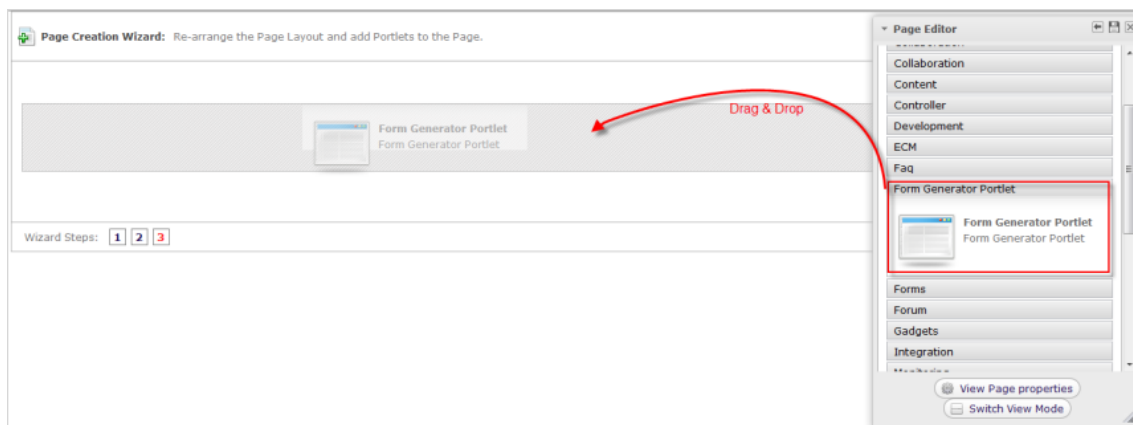 Page Creation Wizard: Re-arrange the Page Layout and add Portlets to the Page.
Form Generator Portlet
Form Generator Portlet
Wizard Steps: 1 2 3
Drag & Drop
Page Editor
Collaboration
Content
Controller
Development
ECM
Faq
Form Generator Portlet
Form Generator Portlet
Form Generator Portlet
Forms
Forum
Gadgets
Integration
View Page properties
Switch View Mode